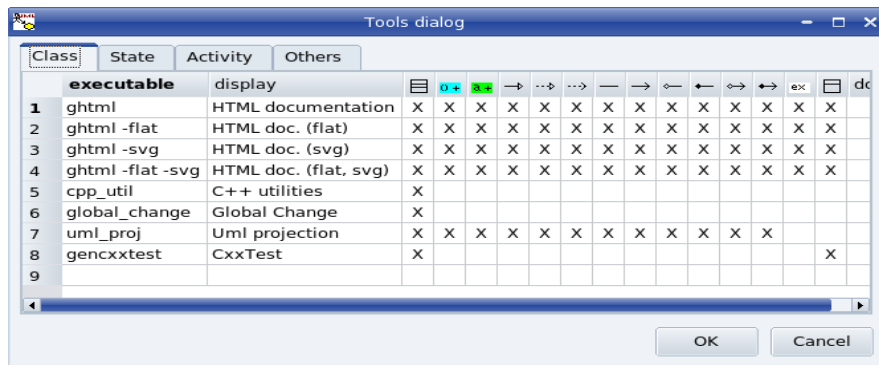 UML
Tools dialog
Class State Activity Others
executable display o + a + ex dc
1 ghtml HTML documentation X X X X X X X X X X X X X X
2 ghtml -flat HTML doc. (flat) X X X X X X X X X X X X X X
3 ghtml -svg HTML doc. (svg) X X X X X X X X X X X X X X
4 ghtml -flat -svg HTML doc. (flat, svg) X X X X X X X X X X X X X X
5 cpp_util C++ utilities X
6 global_change Global Change X
7 uml_proj Uml projection X X X X X X X X X X X X
8 gencxxtest CxxTest X X
9
OK Cancel